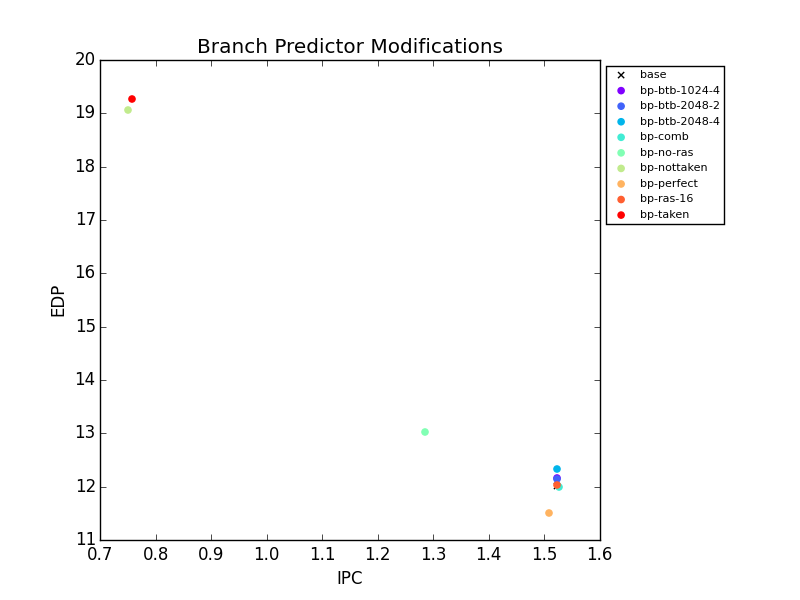 Branch Predictor Modifications
20
19
18
17
16
15
14
13
12
11
EDP
0.7 0.8 0.9 1.0 1.1 1.2 1.3 1.4 1.5 1.6
IPC
base
bp-btb-1024-4
bp-btb-2048-2
bp-btb-2048-4
bp-comb
bp-no-ras
bp-nottaken
bp-perfect
bp-ras-16
bp-taken